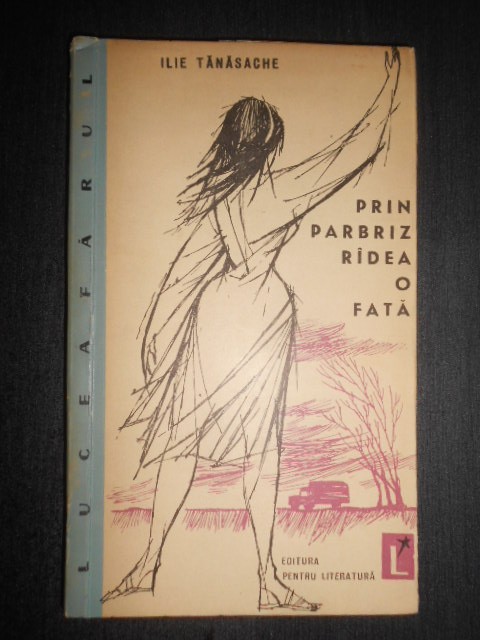 ILIE TĂNĂSACHE
PRIN
PARBRIZ
RÎDEA
O
FATĂ
LUCEAFĂRUL
EDITURA
PENTRU LITERATURĂ
L